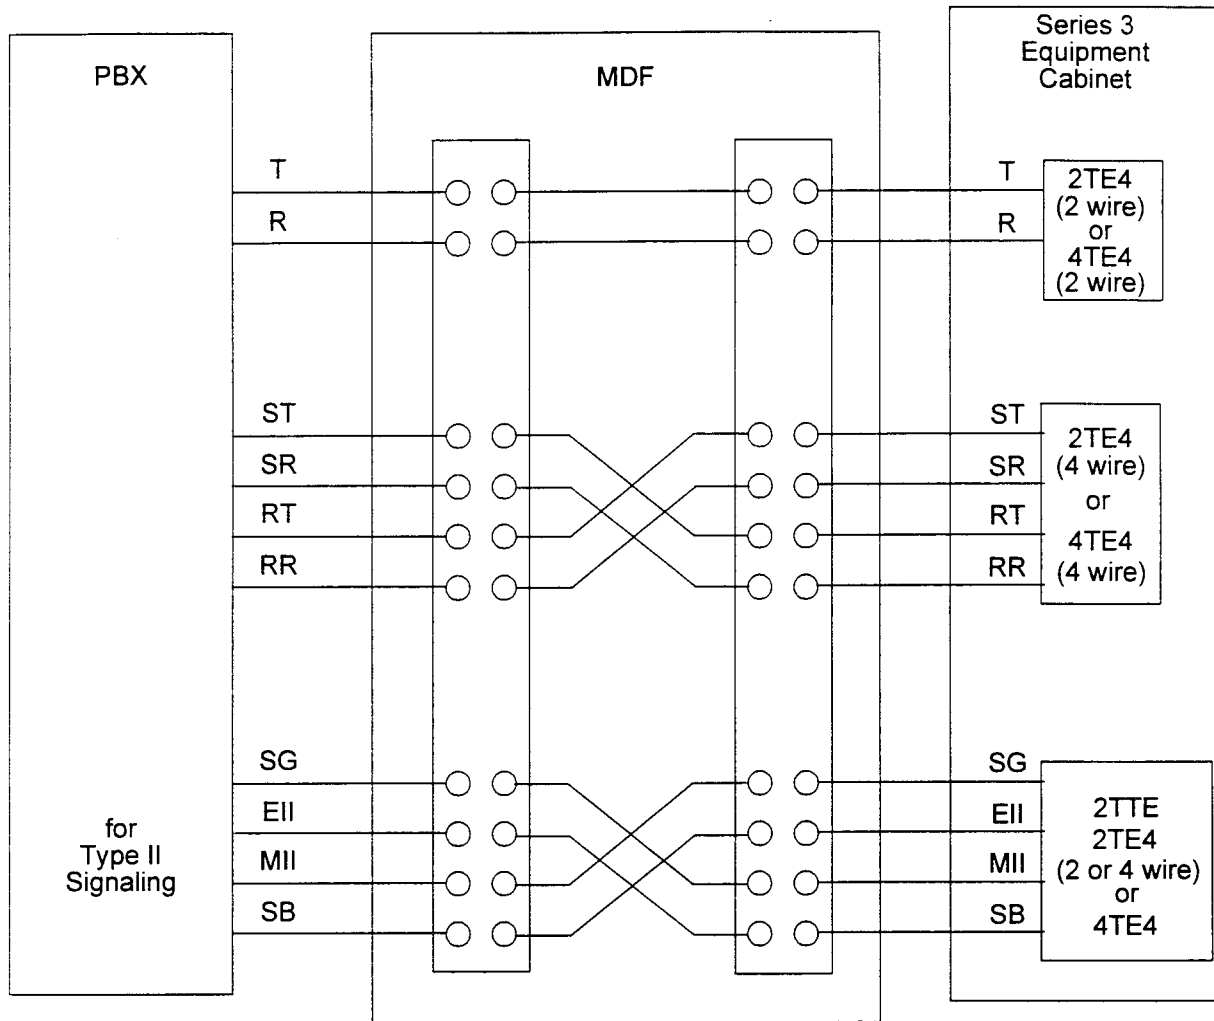 PBX
MDF
Series 3
Equipment
Cabinet
T
R
T
R
2TE4
(2 wire)
or
4TE4
(2 wire)
ST
SR
RT
RR
ST
SR
RT
RR
2TE4
(4 wire)
or
4TE4
(4 wire)
for
Type II
Signaling
SG
EII
MII
SB
SG
EII
MII
SB
2TTE
2TE4
(2 or 4 wire)
or
4TE4